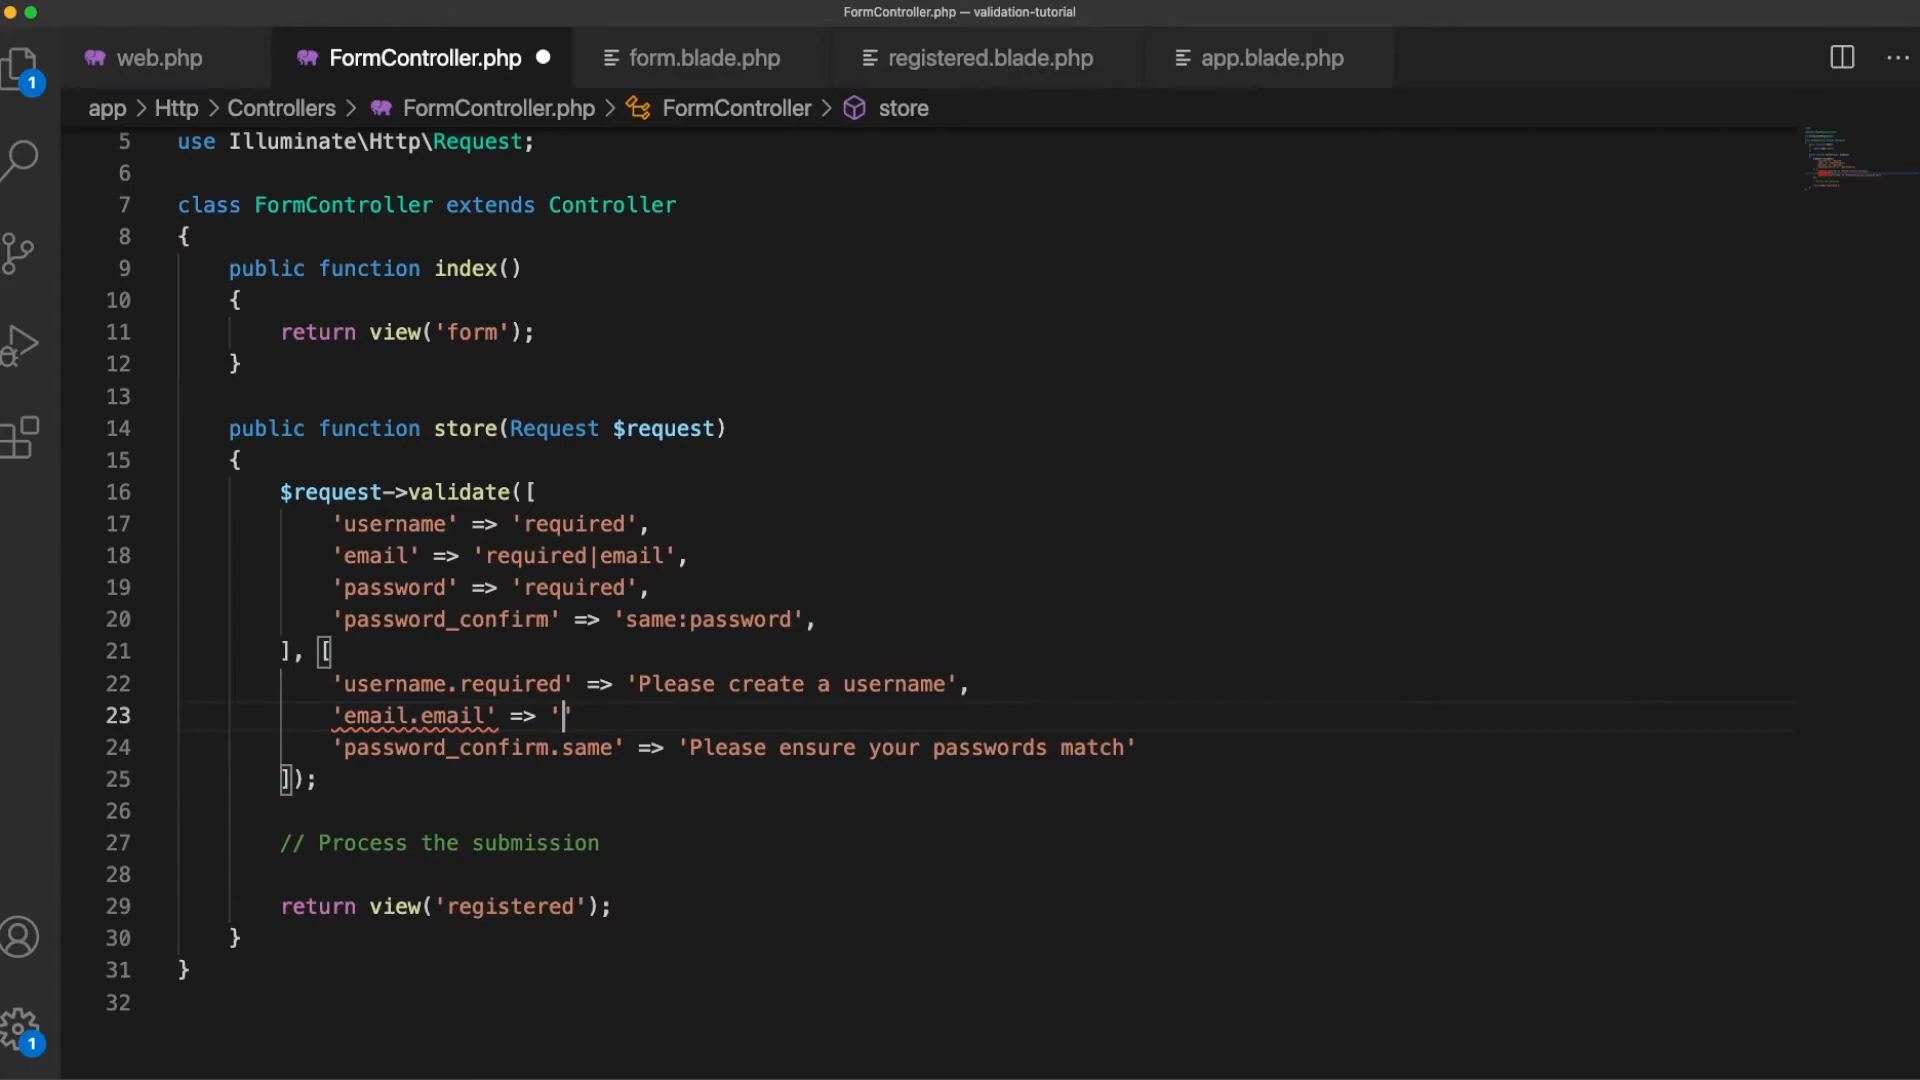 FormController.php — validation-tutorial
web.php
FormController.php
form.blade.php
registered.blade.php
app.blade.php
1
app > Http > Controllers > FormController.php > FormController > store
5 use Illuminate\Http\Request;
6
7 class FormController extends Controller
8 {
9 public function index()
10 {
11 return view('form');
12 }
13
14 public function store(Request $request)
15 {
16 $request->validate([
17 'username' => 'required',
18 'email' => 'required|email',
19 'password' => 'required',
20 'password_confirm' => 'same:password',
21 ], [
22 'username.required' => 'Please create a username',
23 'email.email' => ''
24 'password_confirm.same' => 'Please ensure your passwords match'
25 ]);
26
27 // Process the submission
28
29 return view('registered');
30 }
31 }
32
1